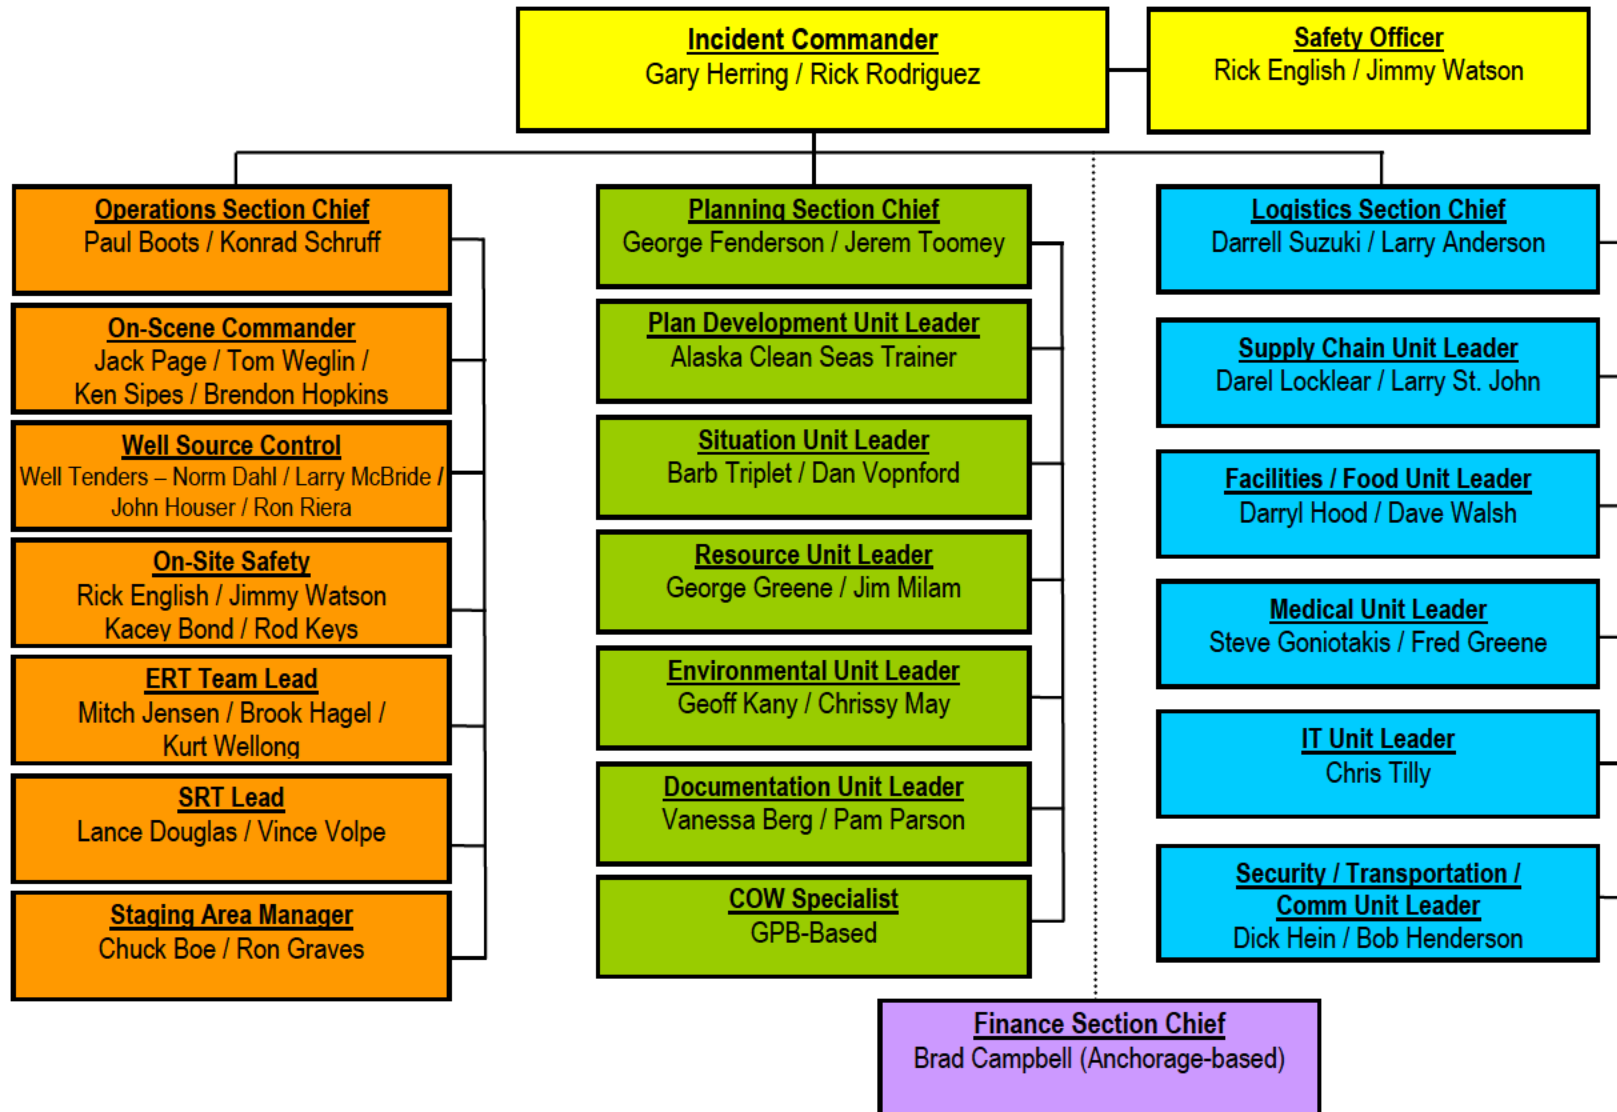 Incident Commander
Gary Herring / Rick Rodriguez
Safety Officer
Rick English / Jimmy Watson
Operations Section Chief
Paul Boots / Konrad Schruff
On-Scene Commander
Jack Page / Tom Weglin /
Ken Sipes / Brendon Hopkins
Well Source Control
Well Tenders – Norm Dahl / Larry McBride /
John Houser / Ron Riera
On-Site Safety
Rick English / Jimmy Watson
Kacey Bond / Rod Keys
ERT Team Lead
Mitch Jensen / Brook Hagel /
Kurt Wellong
SRT Lead
Lance Douglas / Vince Volpe
Staging Area Manager
Chuck Boe / Ron Graves
Planning Section Chief
George Fenderson / Jerem Toomey
Plan Development Unit Leader
Alaska Clean Seas Trainer
Situation Unit Leader
Barb Triplet / Dan Vopnford
Resource Unit Leader
George Greene / Jim Milam
Environmental Unit Leader
Geoff Kany / Chrissy May
Documentation Unit Leader
Vanessa Berg / Pam Parson
COW Specialist
GPB-Based
Logistics Section Chief
Darrell Suzuki / Larry Anderson
Supply Chain Unit Leader
Darel Locklear / Larry St. John
Facilities / Food Unit Leader
Darryl Hood / Dave Walsh
Medical Unit Leader
Steve Goniotakis / Fred Greene
IT Unit Leader
Chris Tilly
Security / Transportation /
Comm Unit Leader
Dick Hein / Bob Henderson
Finance Section Chief
Brad Campbell (Anchorage-based)